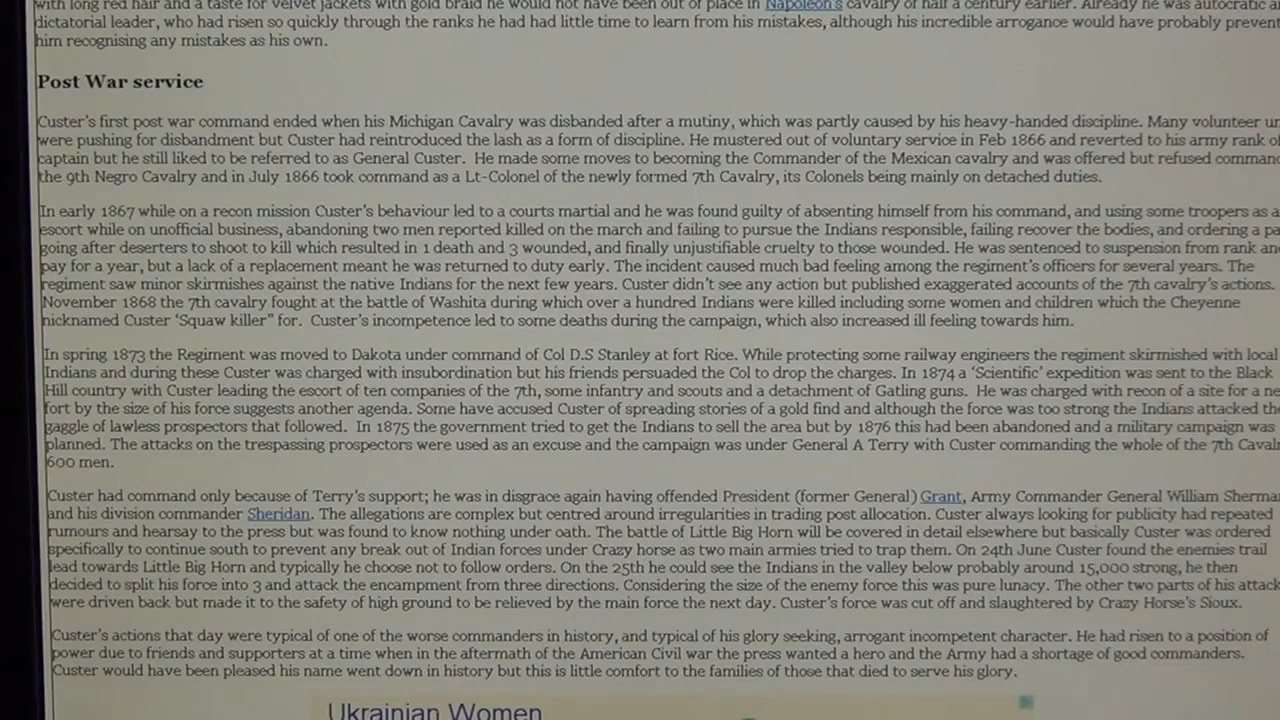 with long red hair and a taste for velvet jackets with gold braid he would not have been out of place in Napoleon's cavalry of half a century earlier. Already he was autocratic
dictatorial leader, who had risen so quickly through the ranks he had had little time to learn from his mistakes, although his incredible arrogance would have probably prevent
him recognising any mistakes as his own.
Post War service
Custer's first post war command ended when his Michigan Cavalry was disbanded after a mutiny, which was partly caused by his heavy-handed discipline. Many volunteer
were pushing for disbandment but Custer had reintroduced the lash as a form of discipline. He mustered out of voluntary service in Feb 1866 and reverted to his army rank
captain but he still liked to be referred to as General Custer. He made some moves to becoming the Commander of the Mexican cavalry and was offered but refused comman
the 9th Negro Cavalry and in July 1866 took command as a Lt-Colonel of the newly formed 7th Cavalry, its Colonels being mainly on detached duties.
In early 1867 while on a recon mission Custer's behaviour led to a courts martial and he was found guilty of absenting himself from his command, and using some troopers as a
escort while on unofficial business, abandoning two men reported killed on the march and failing to pursue the Indians responsible, failing recover the bodies, and ordering a pa
going after deserters to shoot to kill which resulted in 1 death and 3 wounded, and finally unjustifiable cruelty to those wounded. He was sentenced to suspension from rank an
pay for a year, but a lack of a replacement meant he was returned to duty early. The incident caused much bad feeling among the regiment's officers for several years. The
regiment saw minor skirmishes against the native Indians for the next few years. Custer didn't see any action but published exaggerated accounts of the 7th cavalry's actions.
November 1868 the 7th cavalry fought at the battle of Washita during which over a hundred Indians were killed including some women and children which the Cheyenne
nicknamed Custer 'Squaw killer" for. Custer's incompetence led to some deaths during the campaign, which also increased ill feeling towards him.
In spring 1873 the Regiment was moved to Dakota under command of Col D.S Stanley at fort Rice. While protecting some railway engineers the regiment skirmished with local
Indians and during these Custer was charged with insubordination but his friends persuaded the Col to drop the charges. In 1874 a 'Scientific' expedition was sent to the Black
Hill country with Custer leading the escort of ten companies of the 7th, some infantry and scouts and a detachment of Gatling guns. He was charged with recon of a site for a ne
fort by the size of his force suggests another agenda. Some have accused Custer of spreading stories of a gold find and although the force was too strong the Indians attacked th
gaggle of lawless prospectors that followed. In 1875 the government tried to get the Indians to sell the area but by 1876 this had been abandoned and a military campaign was
planned. The attacks on the trespassing prospectors were used as an excuse and the campaign was under General A Terry with Custer commanding the whole of the 7th Caval
600 men.
Custer had command only because of Terry's support; he was in disgrace again having offended President (former General) Grant, Army Commander General William Sherma
and his division commander Sheridan. The allegations are complex but centred around irregularities in trading post allocation. Custer always looking for publicity had repeated
rumours and hearsay to the press but was found to know nothing under oath. The battle of Little Big Horn will be covered in detail elsewhere but basically Custer was ordered
specifically to continue south to prevent any break out of Indian forces under Crazy horse as two main armies tried to trap them. On 24th June Custer found the enemies trail
lead towards Little Big Horn and typically he choose not to follow orders. On the 25th he could see the Indians in the valley below probably around 15,000 strong, he then
decided to split his force into 3 and attack the encampment from three directions. Considering the size of the enemy force this was pure lunacy. The other two parts of his attack
were driven back but made it to the safety of high ground to be relieved by the main force the next day. Custer's force was cut off and slaughtered by Crazy Horse's Sioux.
Custer's actions that day were typical of one of the worse commanders in history, and typical of his glory seeking, arrogant incompetent character. He had risen to a position of
power due to friends and supporters at a time when in the aftermath of the American Civil war the press wanted a hero and the Army had a shortage of good commanders.
Custer would have been pleased his name went down in history but this is little comfort to the families of those that died to serve his glory.
Ukrainian Women